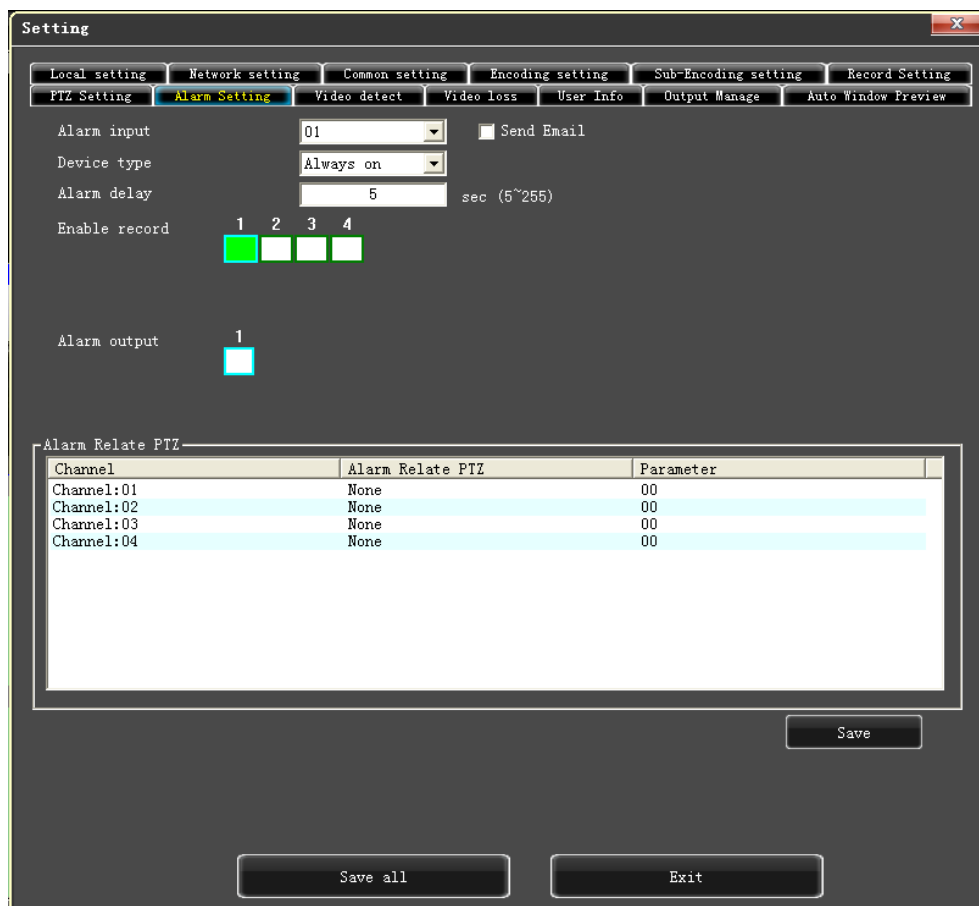 Setting
Local setting Network setting Common setting Encoding setting Sub-Encoding setting Record Setting
PTZ Setting Alarm Setting Video detect Video loss User Info Output Manage Auto Window Preview
Alarm input 01 Send Email
Device type Always on
Alarm delay 5 sec (5~255)
Enable record 1 2 3 4
Alarm output 1
Alarm Relate PTZ
Channel Alarm Relate PTZ Parameter
Channel:01 None 00
Channel:02 None 00
Channel:03 None 00
Channel:04 None 00
Save
Save all Exit